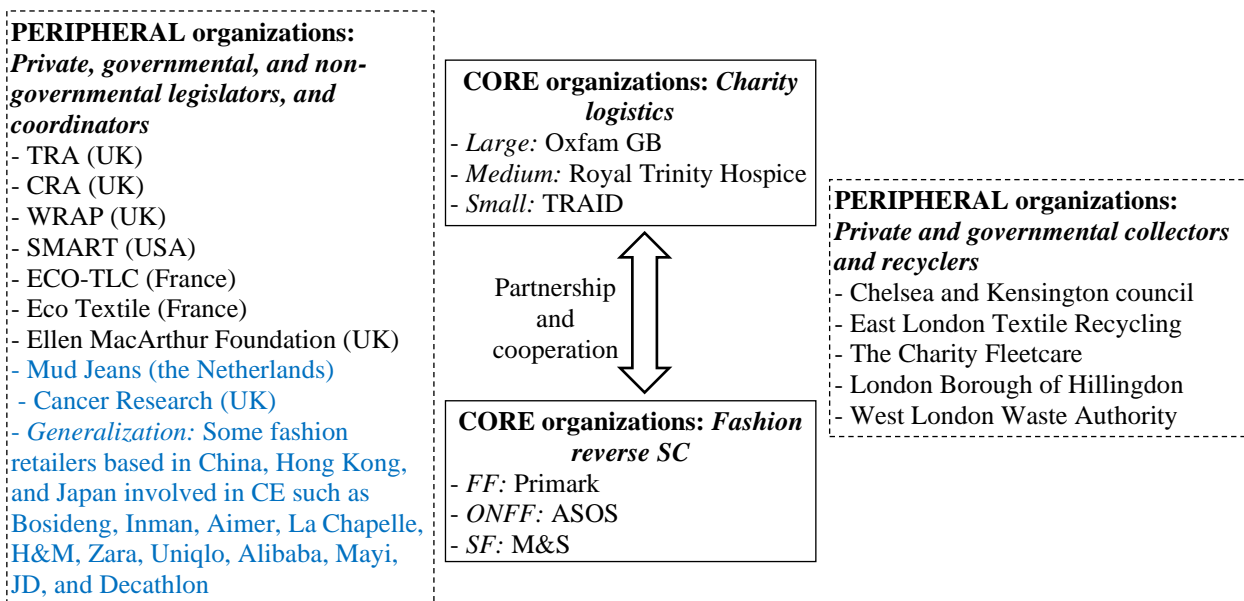 PERIPHERAL organizations:
Private, governmental, and non-
governmental legislators, and
coordinators
- TRA (UK)
- CRA (UK)
- WRAP (UK)
- SMART (USA)
- ECO-TLC (France)
- Eco Textile (France)
- Ellen MacArthur Foundation (UK)
- Mud Jeans (the Netherlands)
- Cancer Research (UK)
- Generalization: Some fashion
retailers based in China, Hong Kong,
and Japan involved in CE such as
Bosideng, Inman, Aimer, La Chapelle,
H&M, Zara, Uniqlo, Alibaba, Mayi,
JD, and Decathlon
CORE organizations: Charity
logistics
- Large: Oxfam GB
- Medium: Royal Trinity Hospice
- Small: TRAID
Partnership
and
cooperation
CORE organizations: Fashion
reverse SC
- FF: Primark
- ONFF: ASOS
- SF: M&S
PERIPHERAL organizations:
Private and governmental collectors
and recyclers
- Chelsea and Kensington council
- East London Textile Recycling
- The Charity Fleetcare
- London Borough of Hillingdon
- West London Waste Authority